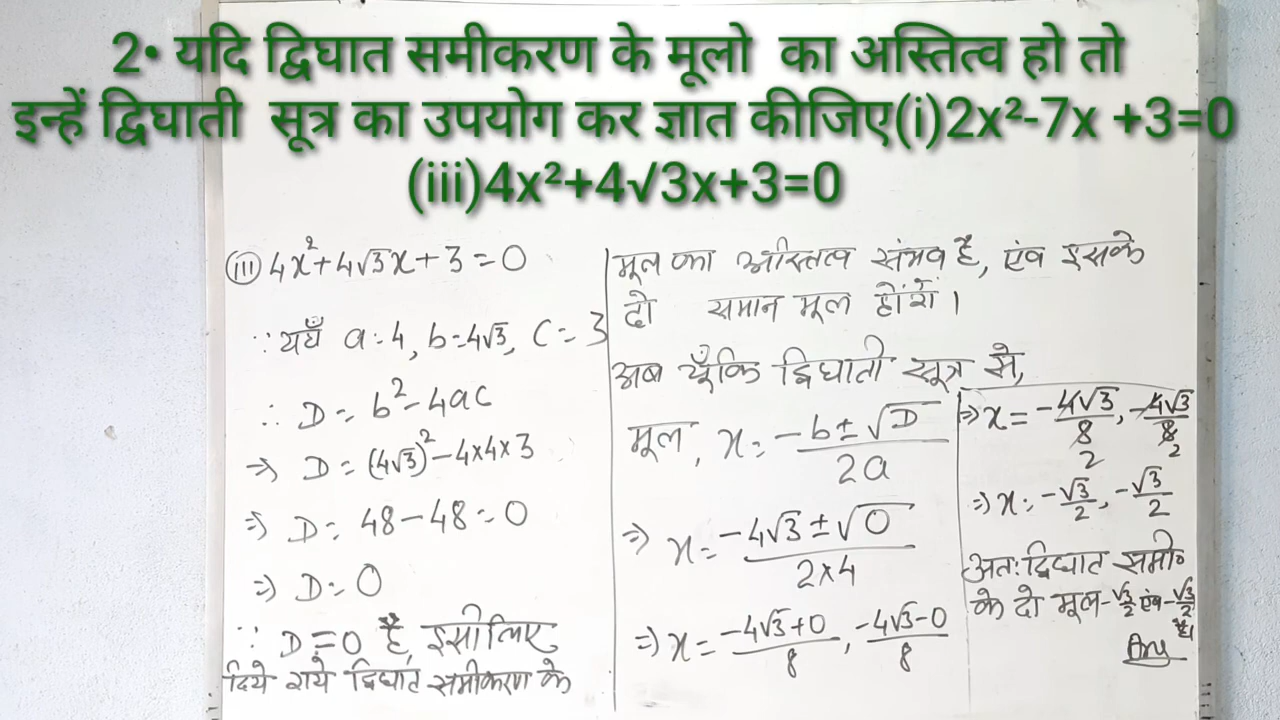 2• यदि द्विघात समीकरण के मूलो का अस्तित्व हो तो
इन्हें द्विघाती सूत्र का उपयोग कर ज्ञात कीजिए(i)2x²-7x +3=0
(iii)4x²+4√3x+3=0
(iii) 4x²+4√3x+3=0
∵ यहाँ a=4, b=4√3, C=3
∴ D= b²-4ac
⇒ D= (4√3)²-4×4×3
⇒ D= 48-48=0
⇒ D=0
∵ D=0 है, इसीलिए
दिये गये द्विघात समीकरण के
मूल का अस्तित्व संभव है, एंव इसके
दो समान मूल होंगें।
अब चूँकि द्विघाती सूत्र से,
मूल, x= -b±√D / 2a
⇒ x= -4√3±√0 / 2×4
⇒ x= -4√3+0 / 8, -4√3-0 / 8
⇒ x= -4√3 / 8, -4√3 / 8
2 2
⇒ x= -√3/2, -√3/2
अत: द्विघात समी०
के दो मूल -√3/2 एंव -√3/2
है।
Ans